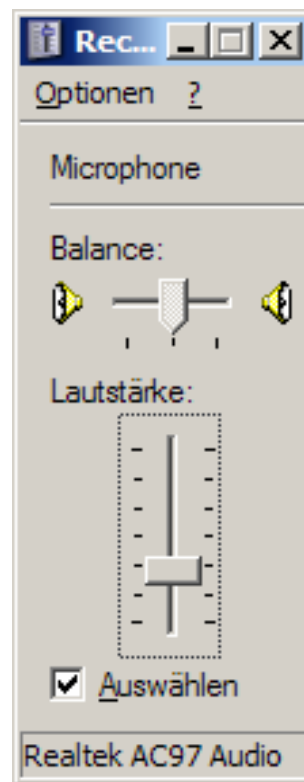 Rec...
Optionen ?
Microphone
Balance:
Lautstärke:
Auswählen
Realtek AC97 Audio